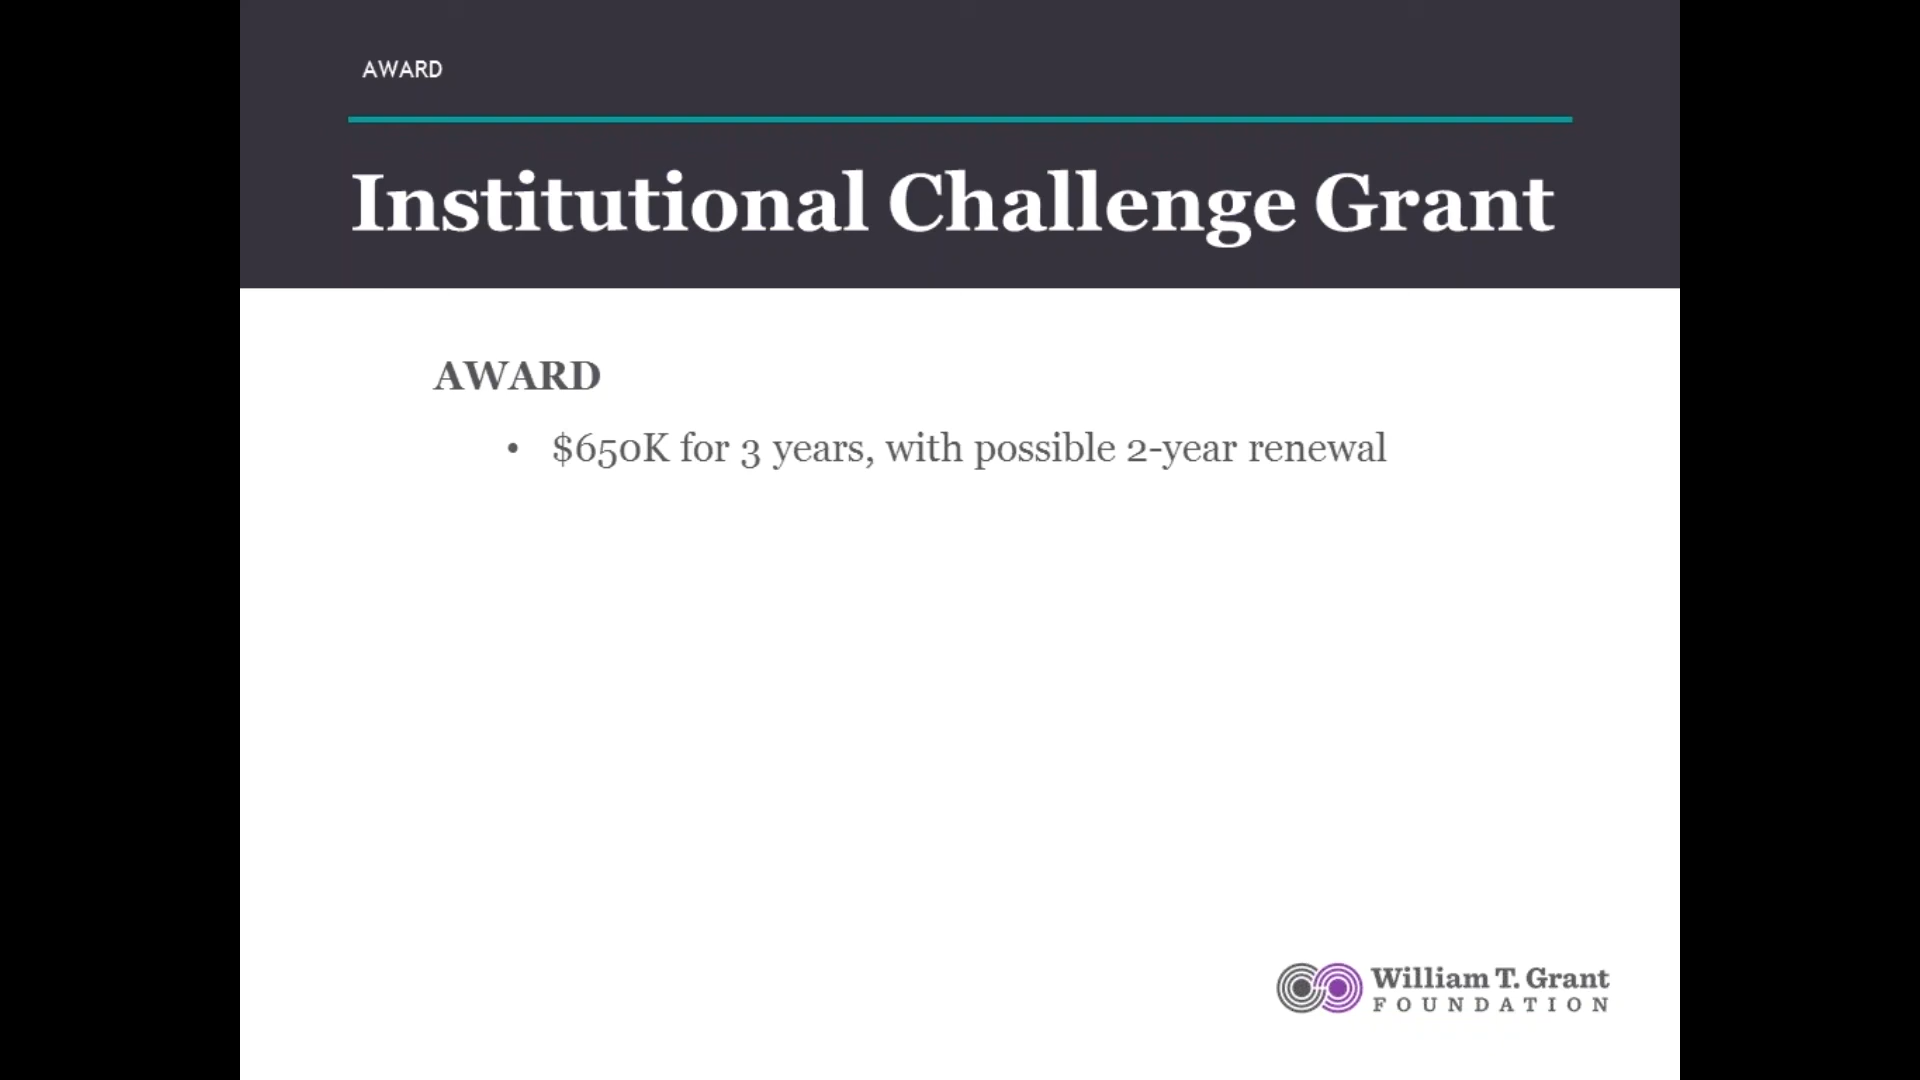 AWARD
Institutional Challenge Grant
AWARD
• $650K for 3 years, with possible 2-year renewal
William T. Grant
FOUNDATION